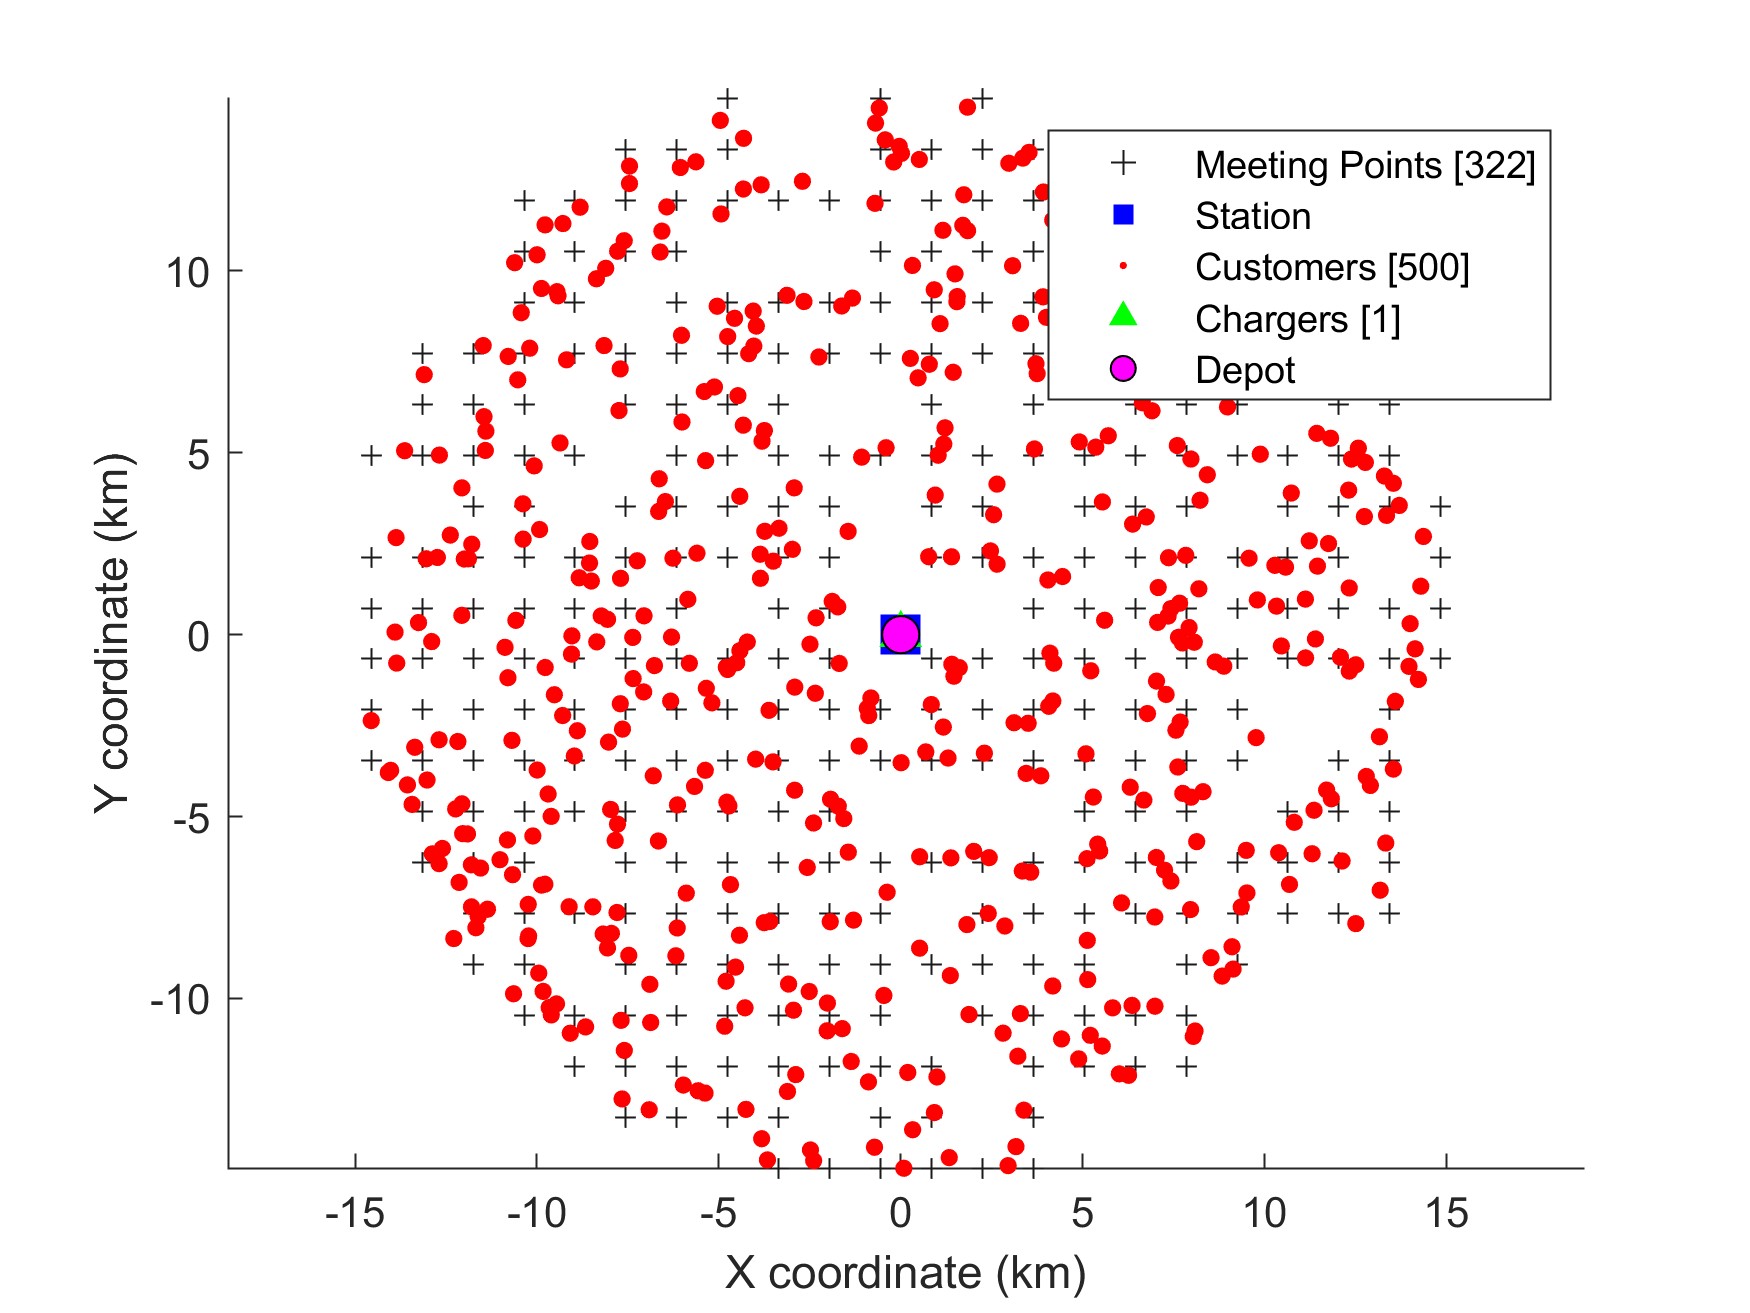 Meeting Points [322]
Station
Customers [500]
Chargers [1]
Depot
10
5
0
-5
-10
Y coordinate (km)
-15 -10 -5 0 5 10 15
X coordinate (km)